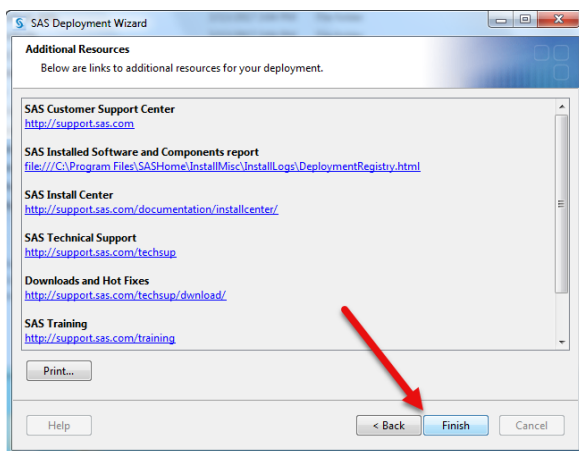 SAS Deployment Wizard
Additional Resources
Below are links to additional resources for your deployment.
SAS Customer Support Center
http://support.sas.com
SAS Installed Software and Components report
file:///C:\Program Files\SASHome\InstallMisc\InstallLogs\DeploymentRegistry.html
SAS Install Center
http://support.sas.com/documentation/installcenter/
SAS Technical Support
http://support.sas.com/techsup
Downloads and Hot Fixes
http://support.sas.com/techsup/dwnload/
SAS Training
http://support.sas.com/training
Print...
Help
< Back
Finish
Cancel